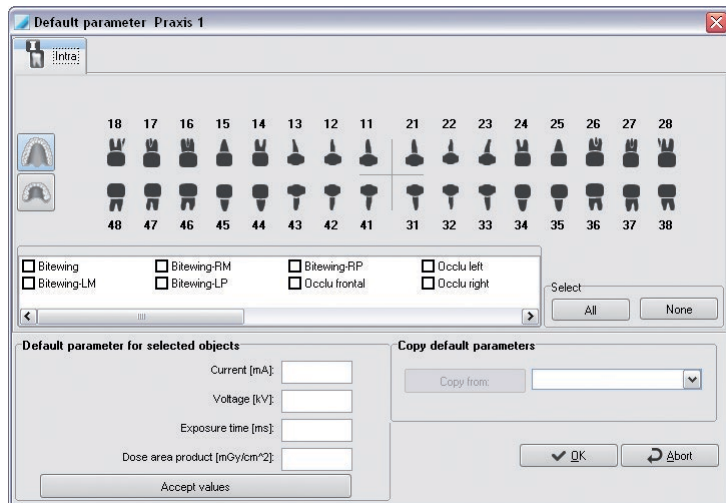 Default parameter Praxis 1
Intra
18 17 16 15 14 13 12 11 21 22 23 24 25 26 27 28
48 47 46 45 44 43 42 41 31 32 33 34 35 36 37 38
Bitewing Bitewing-RM Bitewing-RP Occlu left
Bitewing-LM Bitewing-LP Occlu frontal Occlu right
Select
All None
Default parameter for selected objects
Current [mA]:
Voltage [kV]:
Exposure time [ms]:
Dose area product [mGy/cm^2]:
Accept values
Copy default parameters
Copy from:
OK Abort